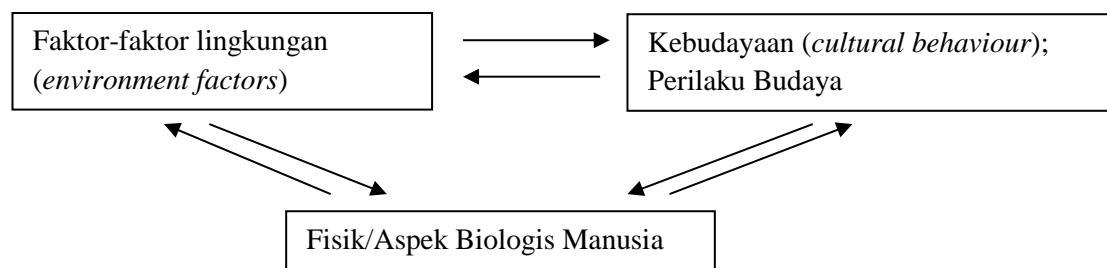 Faktor-faktor lingkungan
(environment factors)
Kebudayaan (cultural behaviour);
Perilaku Budaya
Fisik/Aspek Biologis Manusia